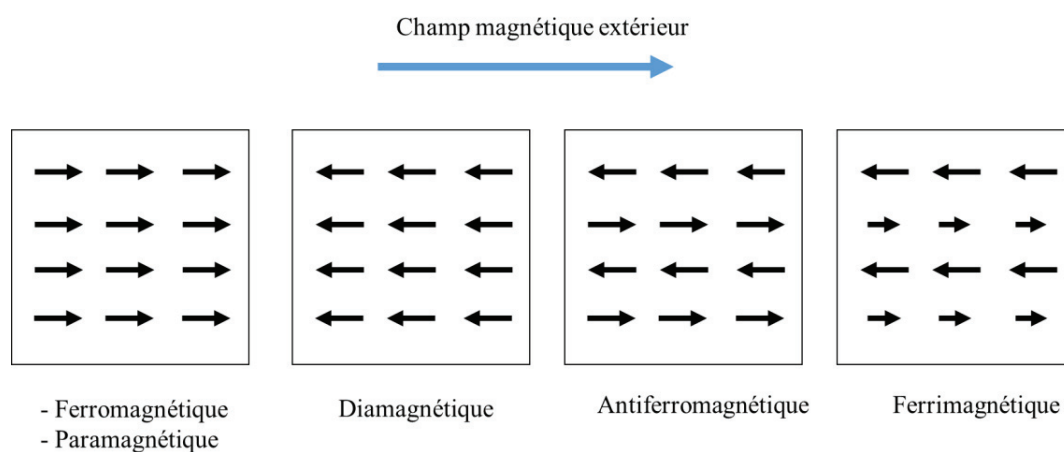 Champ magnétique extérieur
- Ferromagnétique
- Paramagnétique
Diamagnétique
Antiferromagnétique
Ferrimagnétique